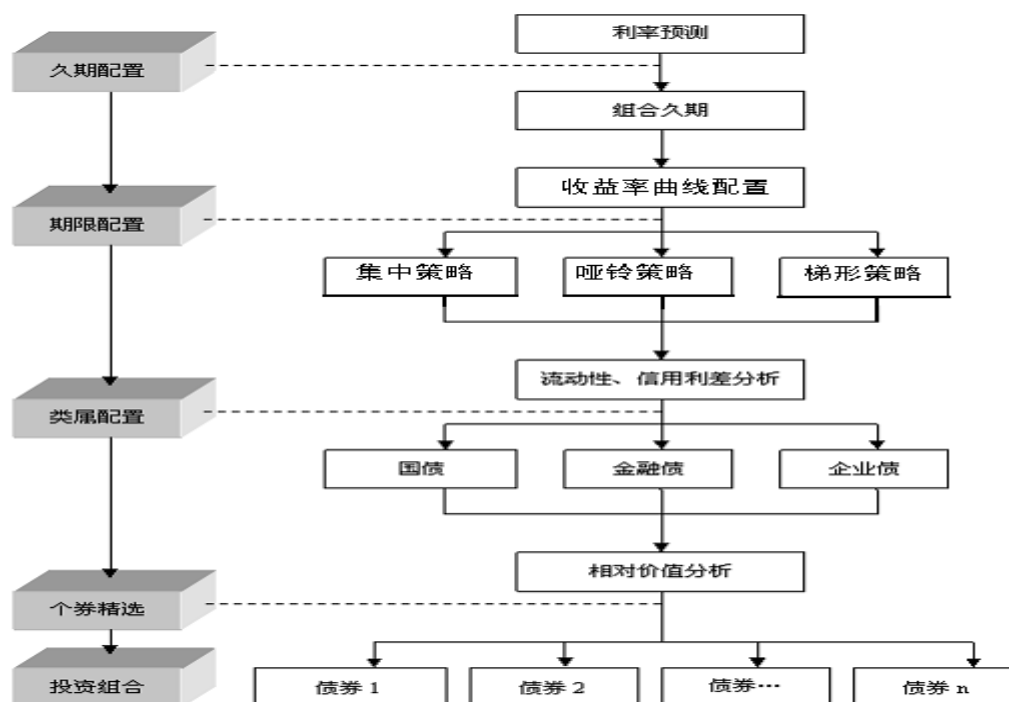 利率预测
久期配置
组合久期
收益率曲线配置
期限配置
集中策略 哑铃策略 梯形策略
流动性、信用利差分析
类属配置
国债 金融债 企业债
相对价值分析
个券精选
投资组合 债券 1 债券 2 债券… 债券 n